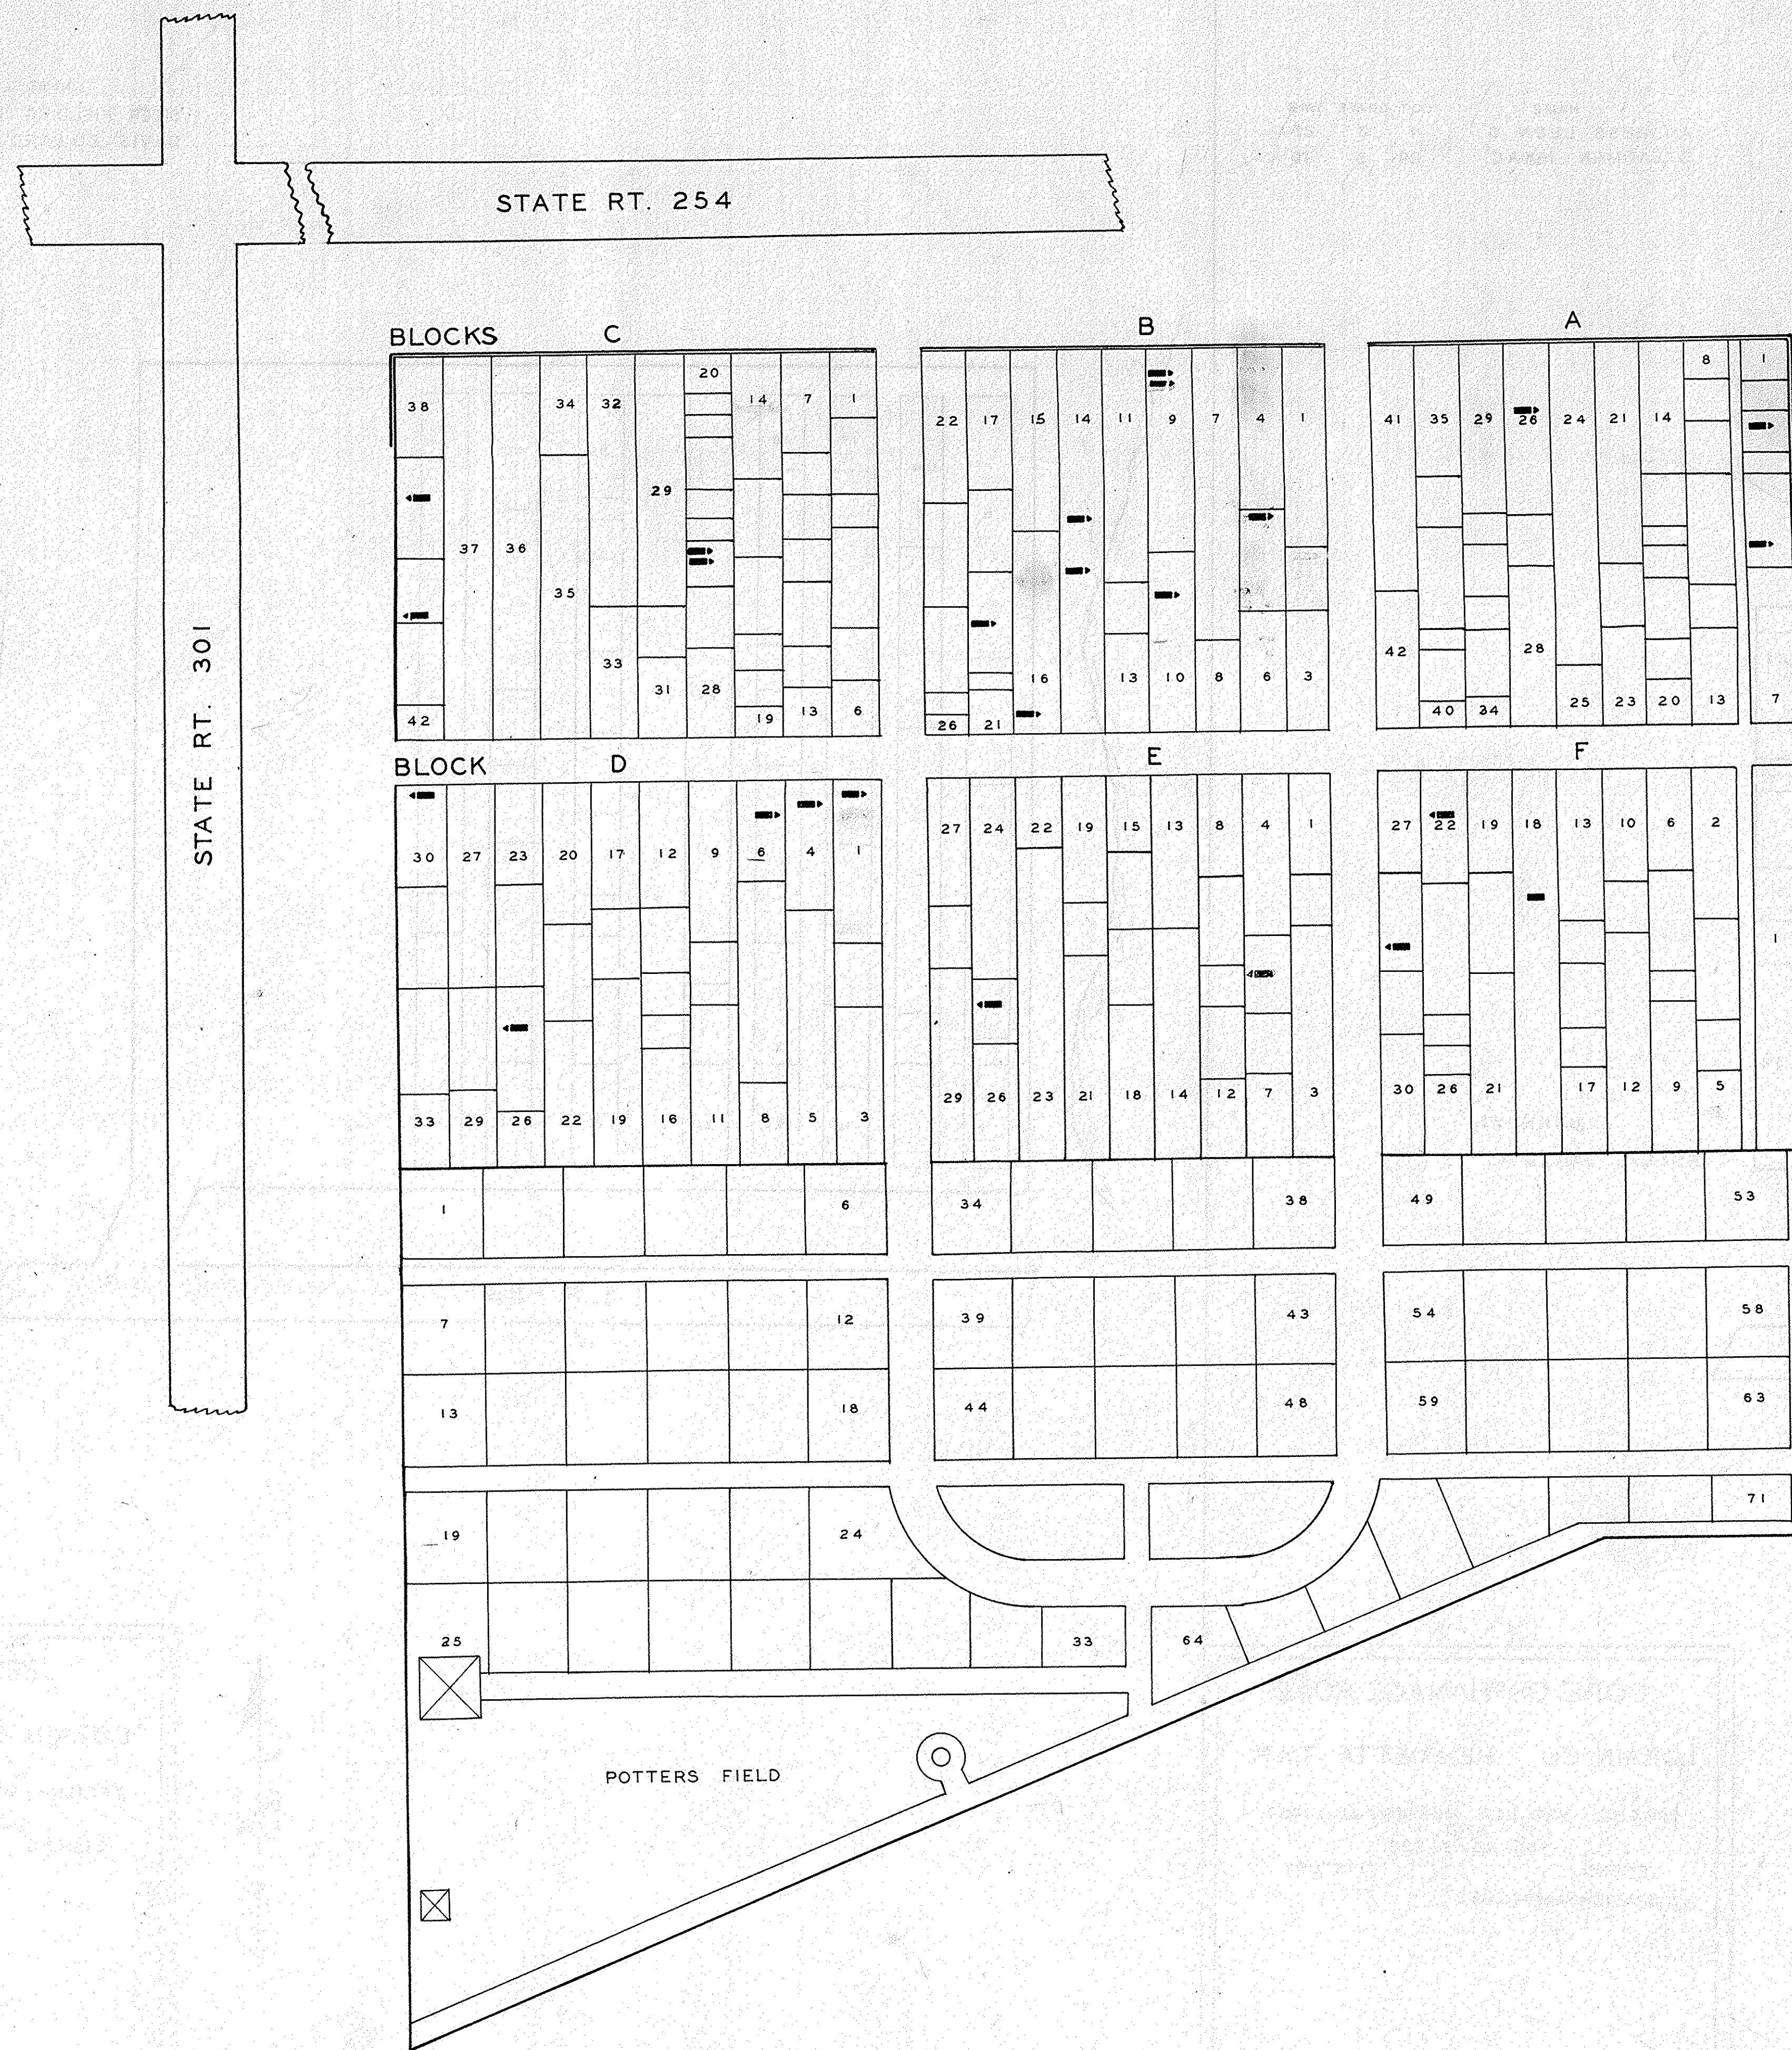 STATE RT. 254
STATE RT. 301
BLOCKS C B A
38 34 32 20 14 7 1
29
37 36
35
33
31 28
42 19 13 6
22 17 15 14 11 9 7 4 1
16 13 10 8 6 3
26 21
8 1
41 35 29 26 24 21 14
42 28
40 34 25 23 20 13 7
BLOCK D E F
30 27 23 20 17 12 9 6 4 1
33 29 26 22 19 16 11 8 5 3
27 24 22 19 15 13 8 4 1
29 26 23 21 18 14 12 7 3
27 22 19 18 13 10 6 2
1
30 26 21 17 12 9 5
1 6 34 38 49 53
7 12 39 43 54 58
13 18 44 48 59 63
19 24 71
25 33 64
POTTERS FIELD